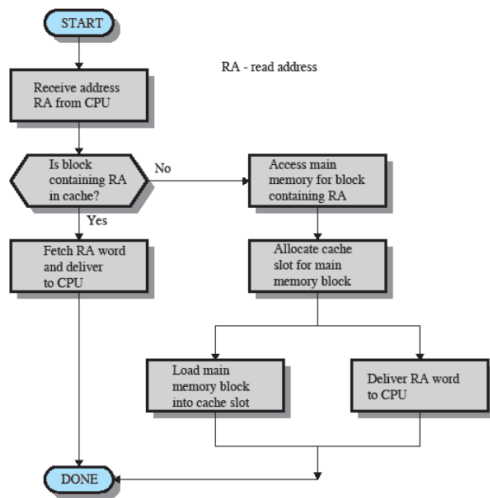 START
RA - read address
Receive address
RA from CPU
Is block
containing RA
in cache?
No
Access main
memory for block
containing RA
Yes
Fetch RA word
and deliver
to CPU
Allocate cache
slot for main
memory block
Load main
memory block
into cache slot
Deliver RA word
to CPU
DONE